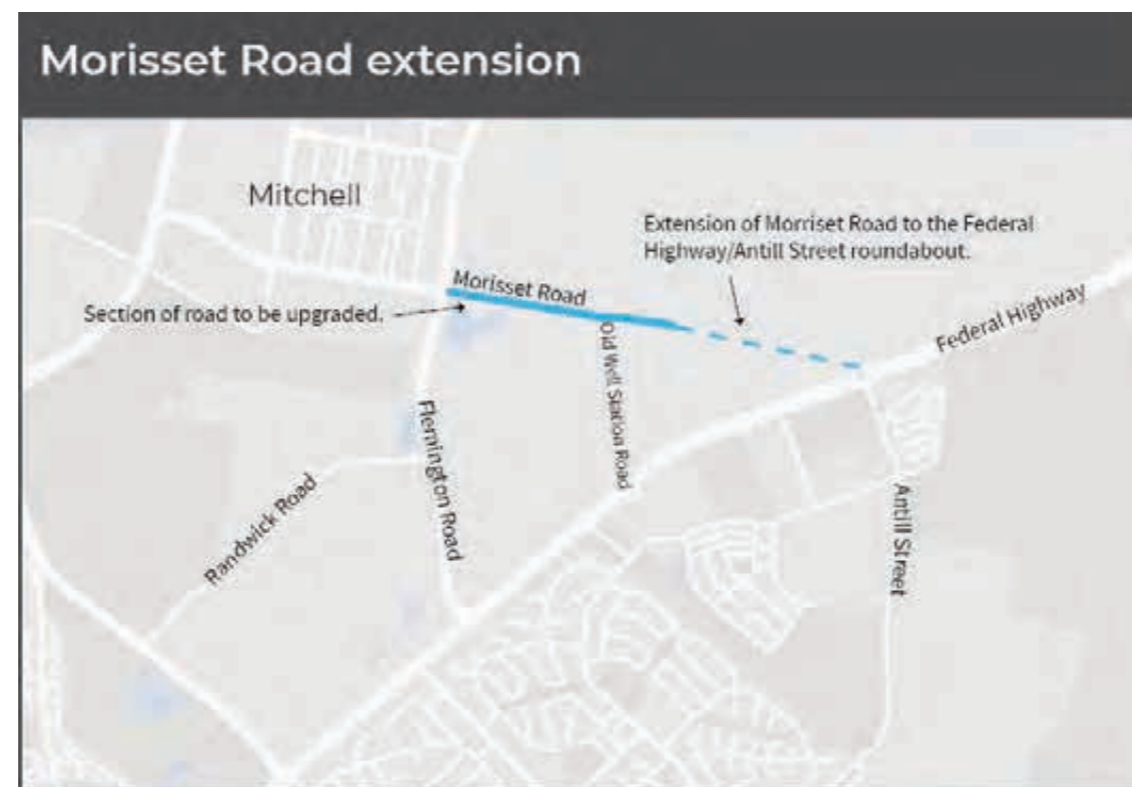 Morisset Road extension
Mitchell
Extension of Morriset Road to the Federal
Highway/Antill Street roundabout.
Morisset Road
Section of road to be upgraded.
Federal Highway
Old Well Station Road
Flemington Road
Randwick Road
Antill Street